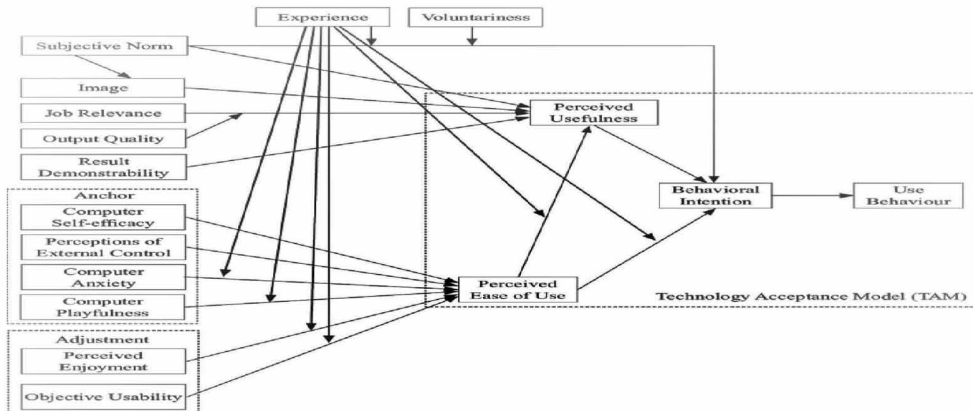 Experience
Voluntariness
Subjective Norm
Image
Job Relevance
Output Quality
Result
Demonstrability
Perceived
Usefulness
Behavioral
Intention
Use
Behaviour
Anchor
Computer
Self-efficacy
Perceptions of
External Control
Computer
Anxiety
Computer
Playfulness
Perceived
Ease of Use
Technology Acceptance Model (TAM)
Adjustment
Perceived
Enjoyment
Objective Usability